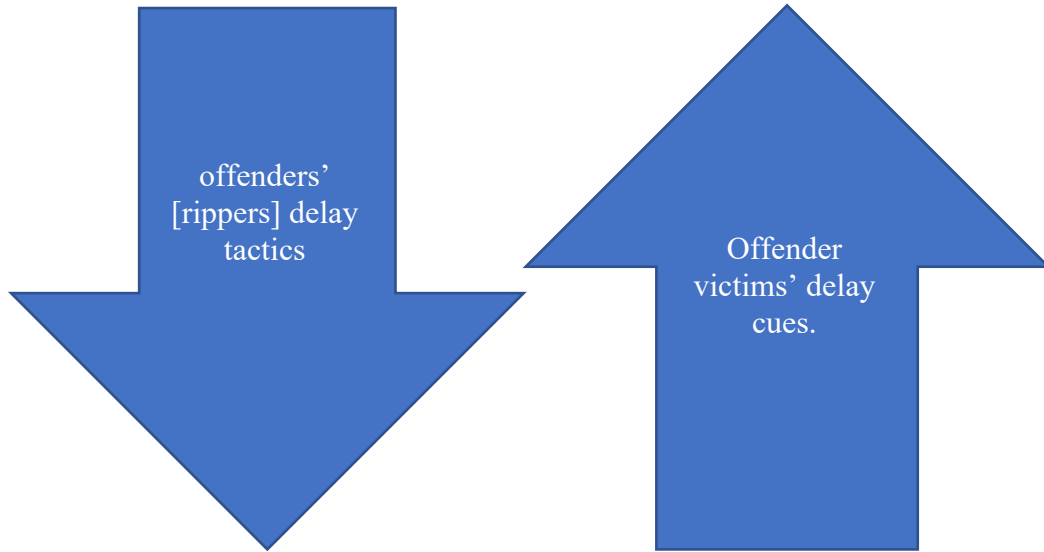 offenders’
[rippers] delay
tactics
Offender
victims’ delay
cues.